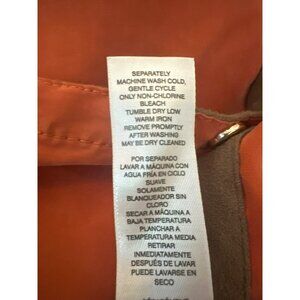 SEPARATELY
MACHINE WASH COLD,
GENTLE CYCLE
ONLY NON-CHLORINE
BLEACH
TUMBLE DRY LOW
WARM IRON
REMOVE PROMPTLY
AFTER WASHING
MAY BE DRY CLEANED
POR SEPARADO
LAVAR A MÁQUINA CON
AGUA FRÍA EN CICLO
SUAVE
SOLAMENTE
BLANQUEADOR SIN
CLORO
SECAR A MÁQUINA A
BAJA TEMPERATURA
PLANCHAR A
TEMPERATURA MEDIA
RETIRAR
INMEDIATAMENTE
DESPUÉS DE LAVAR
PUEDE LAVARSE EN
SECO